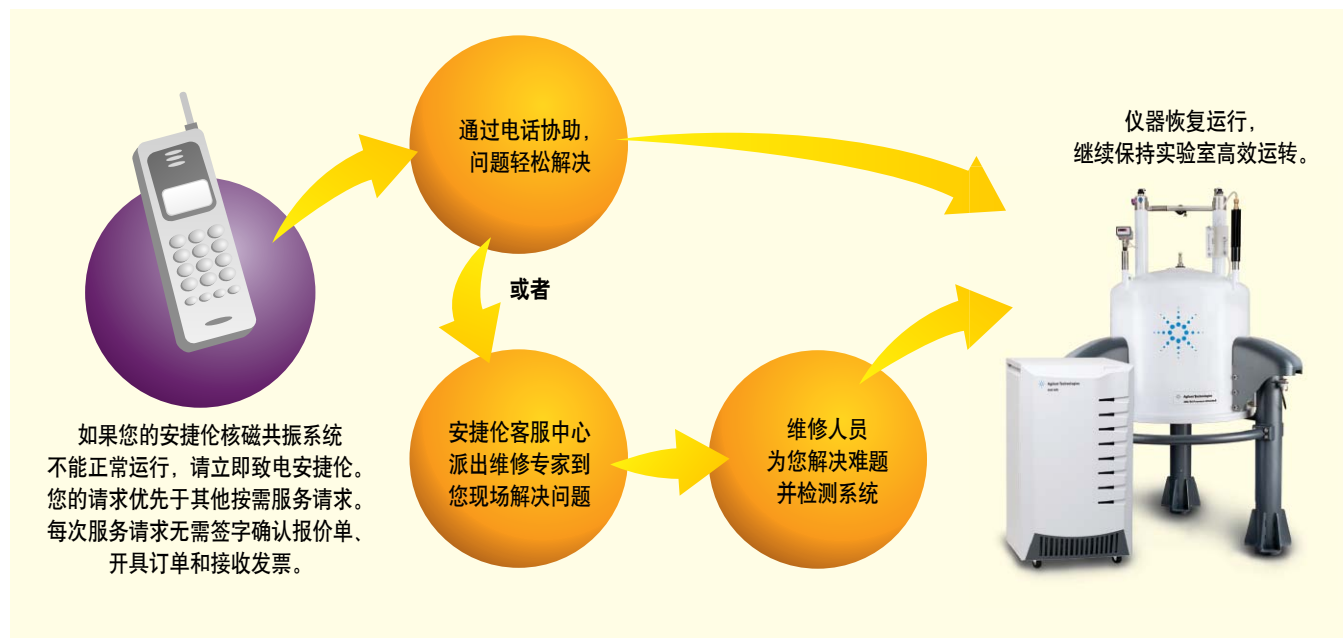 如果您的安捷伦核磁共振系统
不能正常运行，请立即致电安捷伦。
您的请求优先于其他按需服务请求。
每次服务请求无需签字确认报价单、
开具订单和接收发票。
通过电话协助，
问题轻松解决
或者
安捷伦客服中心
派出维修专家到
您现场解决问题
维修人员
为您解决难题
并检测系统
仪器恢复运行，
继续保持实验室高效运转。
Agilent Technologies
Agilent Technologies